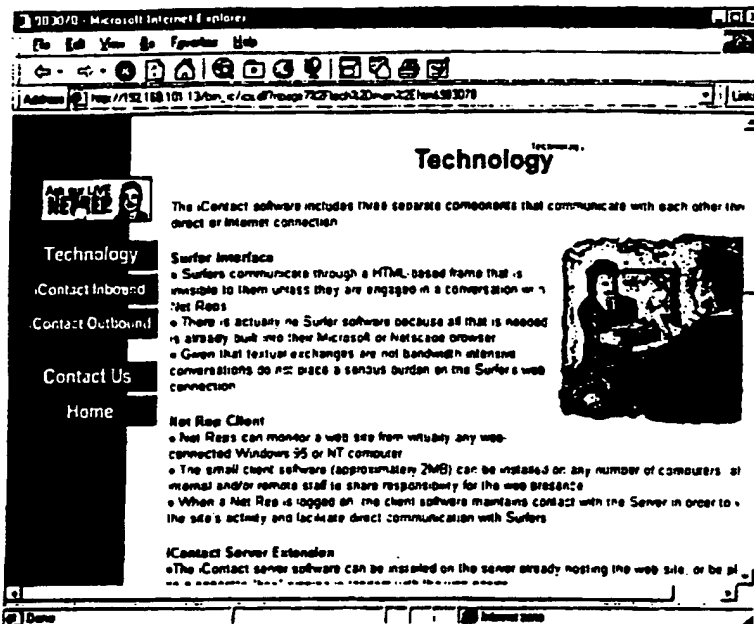 983078 - Microsoft Internet Explorer
File Edit View Go Favorites Help
Address
Links
Technology
Technology
Ask our LIVE
NETREP
The iContact software includes three separate components that communicate with each other thro
direct or Internet connection
Technology
Surfer Interface
iContact Inbound
• Surfers communicate through a HTML-based frame that is
invisible to them unless they are engaged in a conversation with
Net Reps
iContact Outbound
• There is actually no Surfer software because all that is needed
is already built into their Microsoft or Netscape browser
• Given that textual exchanges are not bandwidth intensive
conversations do not place a serious burden on the Surfer's web
connection
Contact Us
Home
Net Rep Client
• Net Reps can monitor a web site from virtually any web-
connected Windows 95 or NT computer
• The small client software (approximately 2MB) can be installed on any number of computers
internal and/or remote staff to share responsibility for the web presence
• When a Net Rep is logged on the client software maintains contact with the Server in order to
the site's activity and facilitate direct communication with Surfers
iContact Server Extension
• The iContact server software can be installed on the server already hosting the web site, or be pl
Done
Internet zone